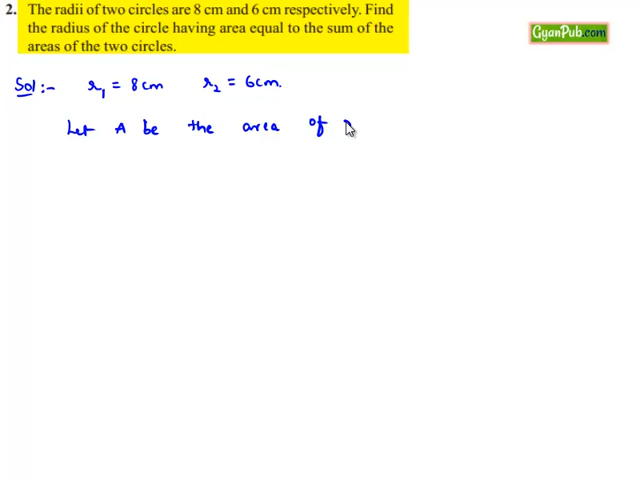 2. The radii of two circles are 8 cm and 6 cm respectively. Find
the radius of the circle having area equal to the sum of the
areas of the two circles.
GyanPub.com
Sol :- r₁ = 8 cm r₂ = 6cm.
Let A be the area of